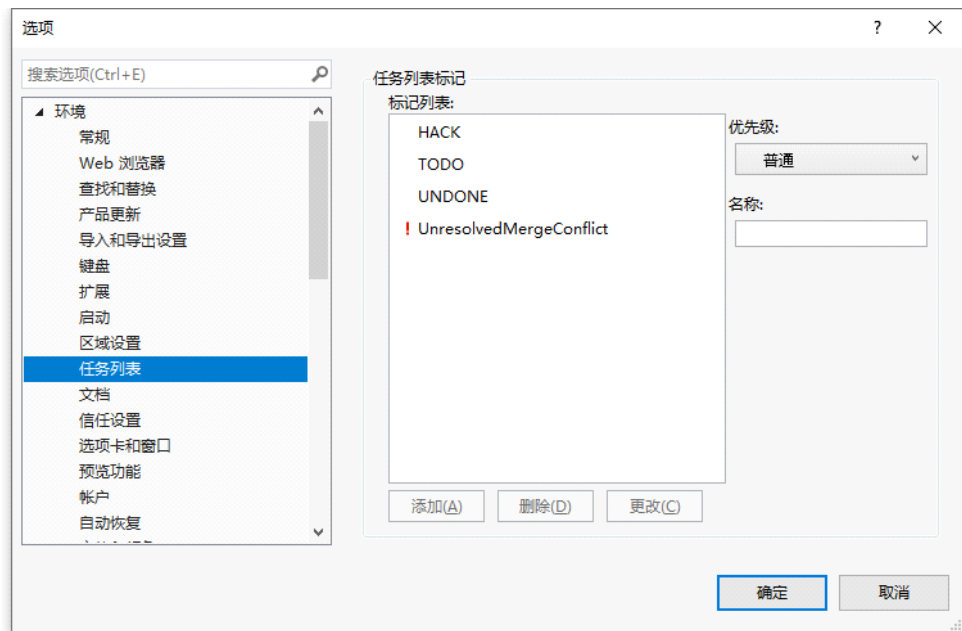 选项
?
搜索选项(Ctrl+E)
环境
常规
Web 浏览器
查找和替换
产品更新
导入和导出设置
键盘
扩展
启动
区域设置
任务列表
文档
信任设置
选项卡和窗口
预览功能
帐户
自动恢复
任务列表标记
标记列表:
HACK
TODO
UNDONE
! UnresolvedMergeConflict
优先级:
普通
名称:
添加(A)
删除(D)
更改(C)
确定
取消